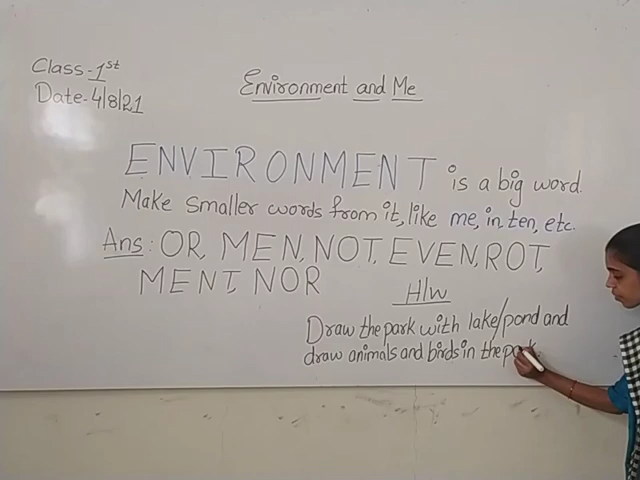 Class-1st
Date-4/8/21
Environment and Me
ENVIRONMENT is a big word.
Make smaller words from it, like me, in, ten, etc.
Ans: OR, MEN, NOT, EVEN, ROT,
MENT, NOR
H/w
Draw the park with lake/pond and
draw animals and birds in the park.